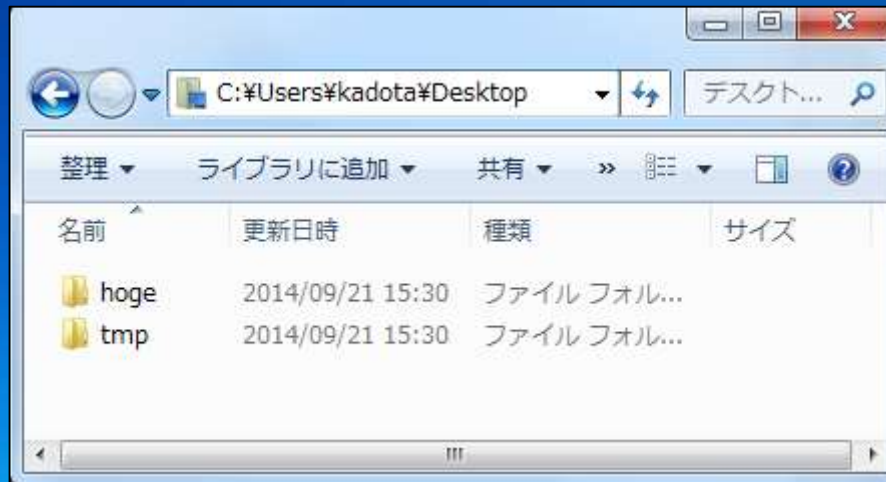 C:¥Users¥kadota¥Desktop デスクト...
整理 ライブラリに追加 共有 »
名前 更新日時 種類 サイズ
hoge 2014/09/21 15:30 ファイル フォル...
tmp 2014/09/21 15:30 ファイル フォル...